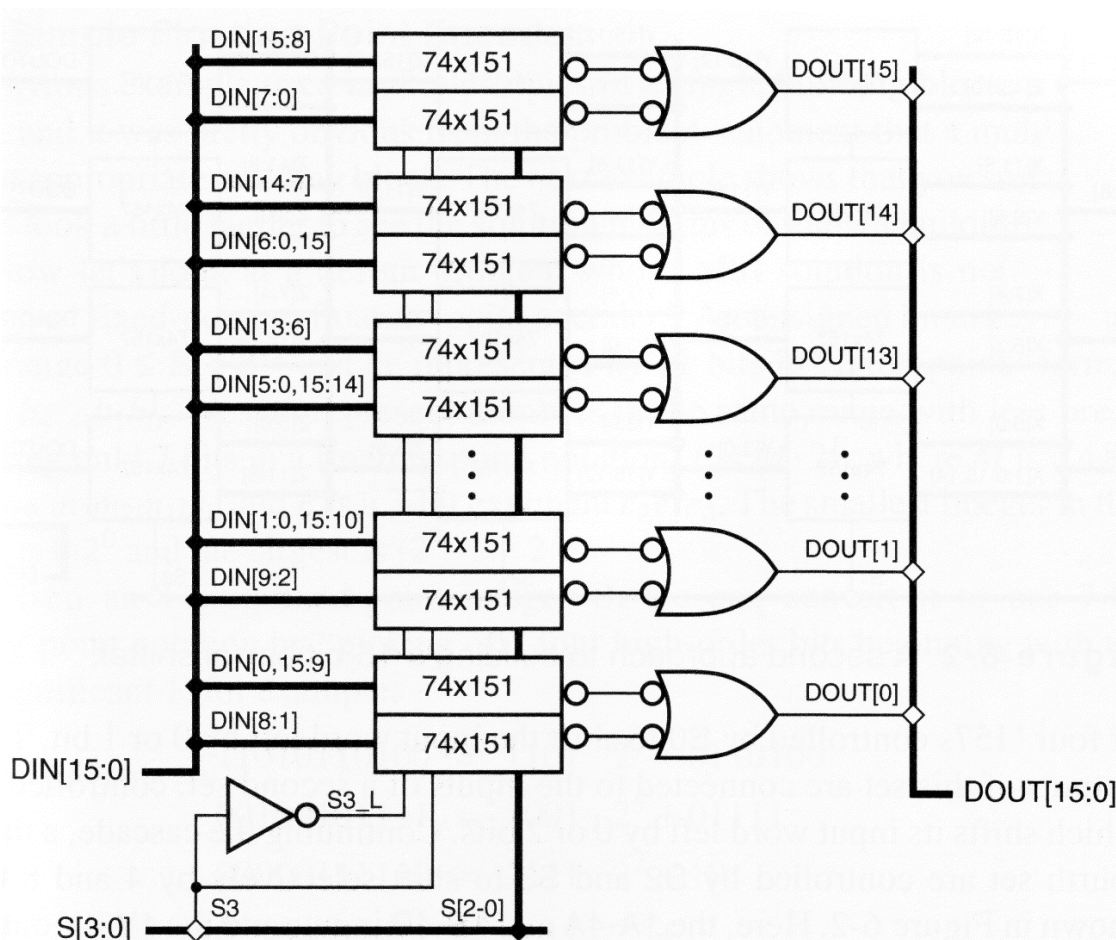 DIN[15:8]
74x151
DOUT[15]
DIN[7:0]
74x151
DIN[14:7]
74x151
DOUT[14]
DIN[6:0,15]
74x151
DIN[13:6]
74x151
DOUT[13]
DIN[5:0,15:14]
74x151
DIN[1:0,15:10]
74x151
DOUT[1]
DIN[9:2]
74x151
DIN[0,15:9]
74x151
DOUT[0]
DIN[8:1]
74x151
DIN[15:0]
DOUT[15:0]
S3_L
S3
S[2-0]
S[3:0]